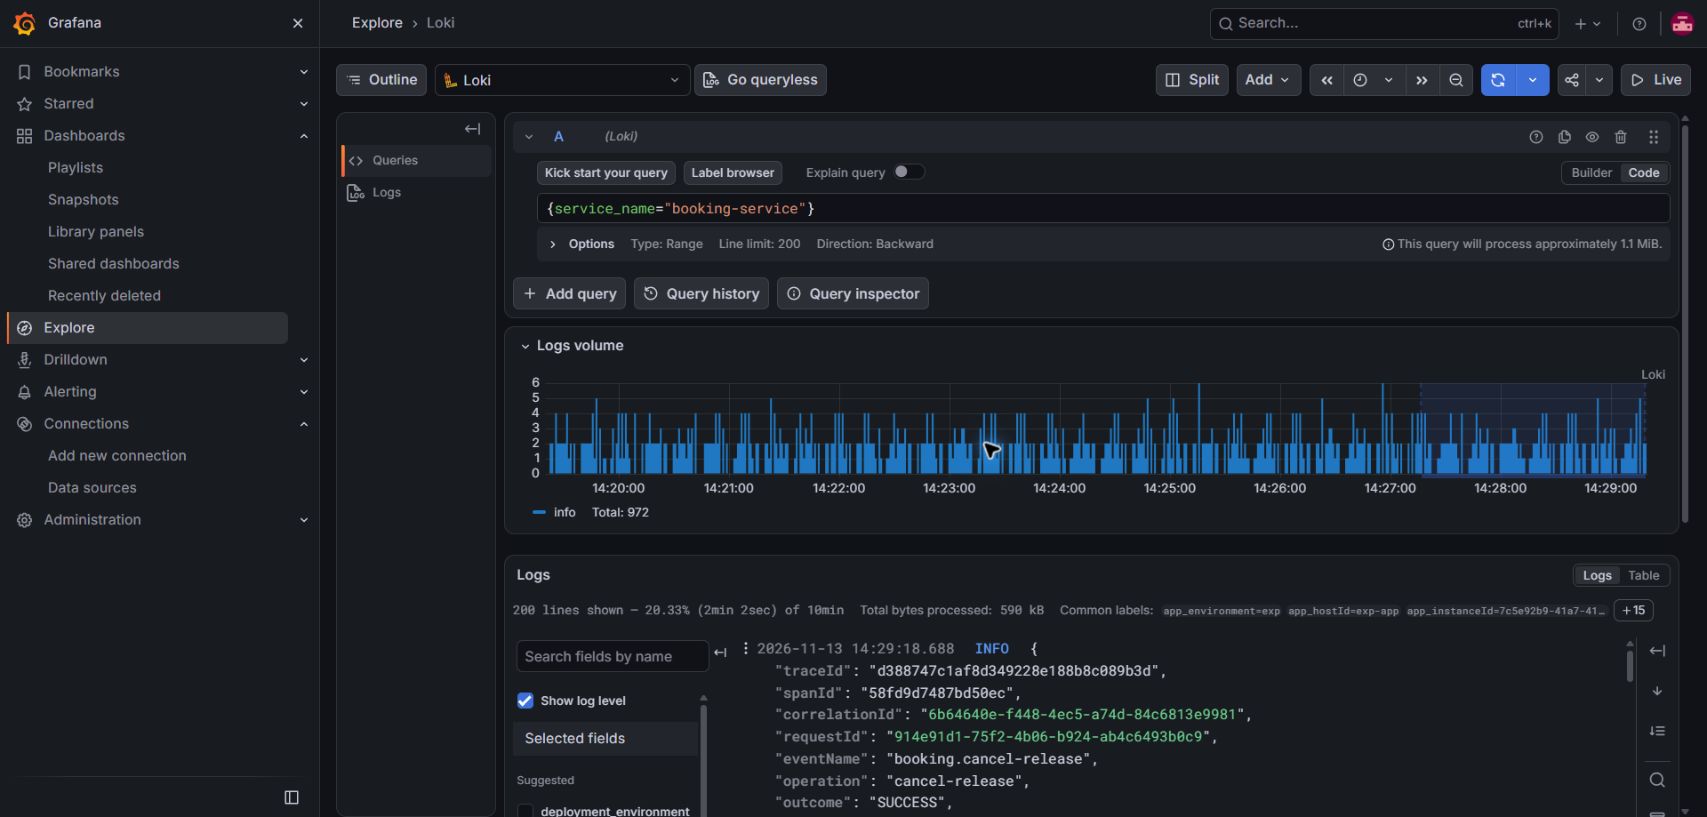 Grafana
Explore › Loki
Search...
ctrl+k
Bookmarks
Starred
Dashboards
Playlists
Snapshots
Library panels
Shared dashboards
Recently deleted
Explore
Drilldown
Alerting
Connections
Add new connection
Data sources
Administration
Outline
Loki
Go queryless
Split
Add
Live
Queries
Logs
A (Loki)
Kick start your query
Label browser
Explain query
Builder
Code
{service_name="booking-service"}
Options Type: Range Line limit: 200 Direction: Backward
This query will process approximately 1.1 MiB.
+ Add query
Query history
Query inspector
Logs volume
Loki
6
5
4
3
2
1
0
14:20:00 14:21:00 14:22:00 14:23:00 14:24:00 14:25:00 14:26:00 14:27:00 14:28:00 14:29:00
info Total: 972
Logs
Logs
Table
200 lines shown — 20.33% (2min 2sec) of 10min Total bytes processed: 590 kB Common labels: app_environment=exp app_hostId=exp-app app_instanceId=7c5e92b9-41a7-41… +15
Search fields by name
Show log level
Selected fields
Suggested
deployment_environment
2026-11-13 14:29:18.688 INFO {
"traceId": "d388747c1af8d349228e188b8c089b3d",
"spanId": "58fd9d7487bd50ec",
"correlationId": "6b64640e-f448-4ec5-a74d-84c6813e9981",
"requestId": "914e91d1-75f2-4b06-b924-ab4c6493b0c9",
"eventName": "booking.cancel-release",
"operation": "cancel-release",
"outcome": "SUCCESS",